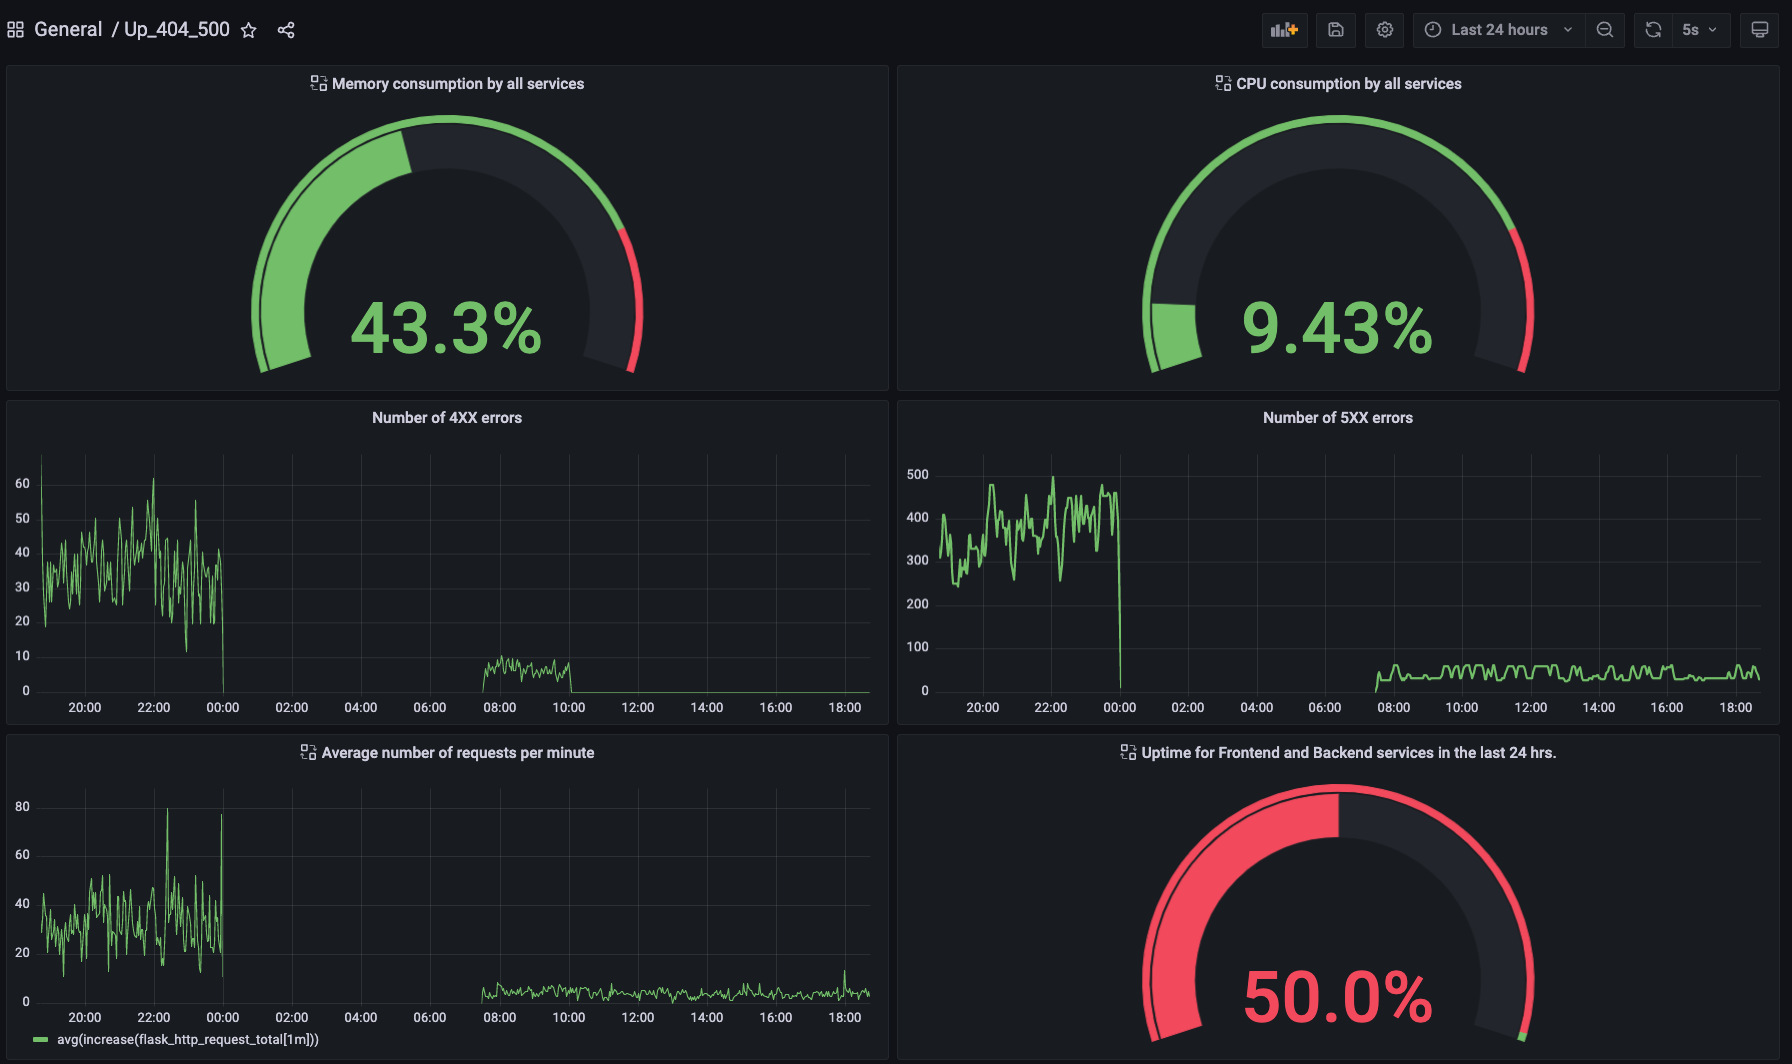 General / Up_404_500
Last 24 hours
5s
Memory consumption by all services
43.3%
CPU consumption by all services
9.43%
Number of 4XX errors
60
50
40
30
20
10
0
20:00 22:00 00:00 02:00 04:00 06:00 08:00 10:00 12:00 14:00 16:00 18:00
Number of 5XX errors
500
400
300
200
100
0
20:00 22:00 00:00 02:00 04:00 06:00 08:00 10:00 12:00 14:00 16:00 18:00
Average number of requests per minute
80
60
40
20
0
20:00 22:00 00:00 02:00 04:00 06:00 08:00 10:00 12:00 14:00 16:00 18:00
avg(increase(flask_http_request_total[1m]))
Uptime for Frontend and Backend services in the last 24 hrs.
50.0%